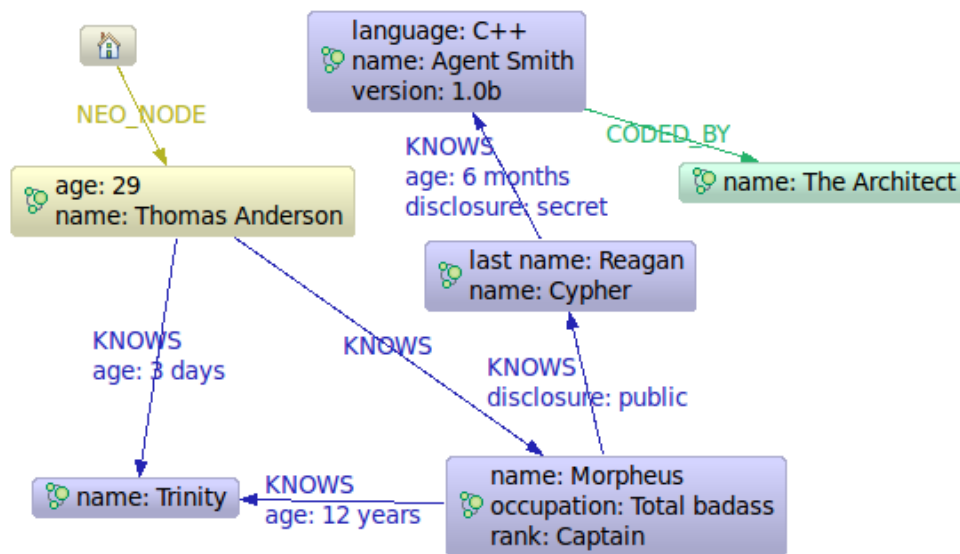 language: C++
name: Agent Smith
version: 1.0b
NEO_NODE
CODED_BY
KNOWS
age: 6 months
disclosure: secret
age: 29
name: Thomas Anderson
name: The Architect
last name: Reagan
name: Cypher
KNOWS
age: 3 days
KNOWS
KNOWS
disclosure: public
name: Trinity
KNOWS
age: 12 years
name: Morpheus
occupation: Total badass
rank: Captain